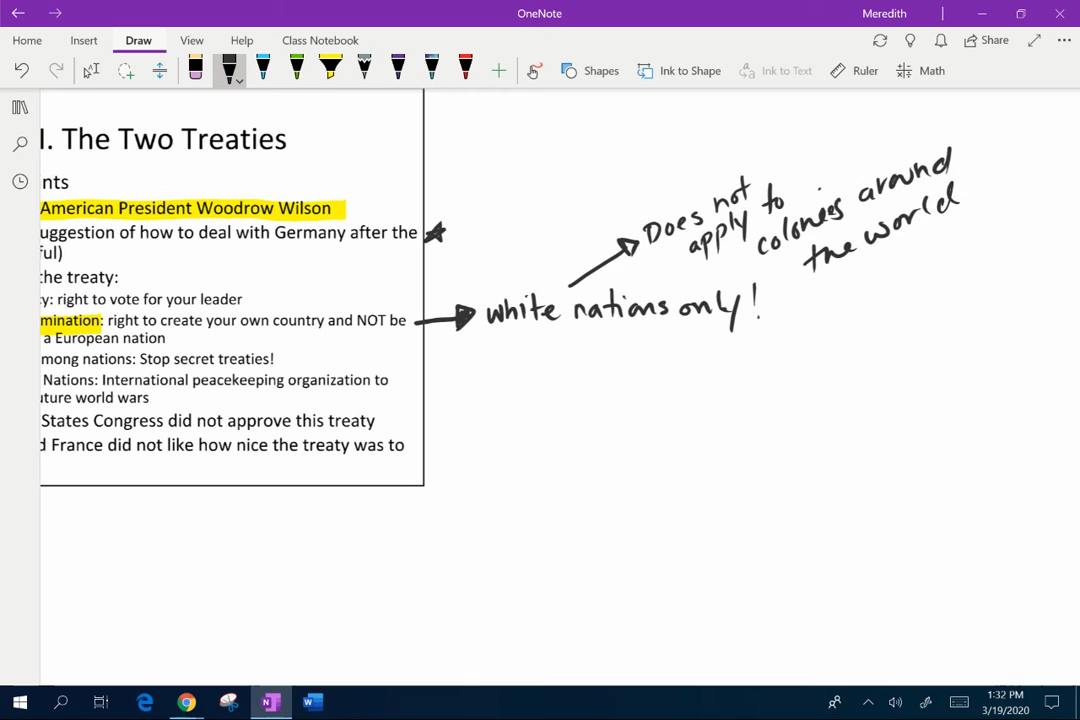 OneNote
Meredith
Home Insert Draw View Help Class Notebook
Share
Shapes Ink to Shape Ink to Text Ruler Math
I. The Two Treaties
nts
American President Woodrow Wilson
uggestion of how to deal with Germany after the
ful)
the treaty:
cy: right to vote for your leader
mination: right to create your own country and NOT be
a European nation
mong nations: Stop secret treaties!
Nations: International peacekeeping organization to
uture world wars
States Congress did not approve this treaty
d France did not like how nice the treaty was to
Does not to
apply colonies around
the world
white nations only!
1:32 PM
3/19/2020